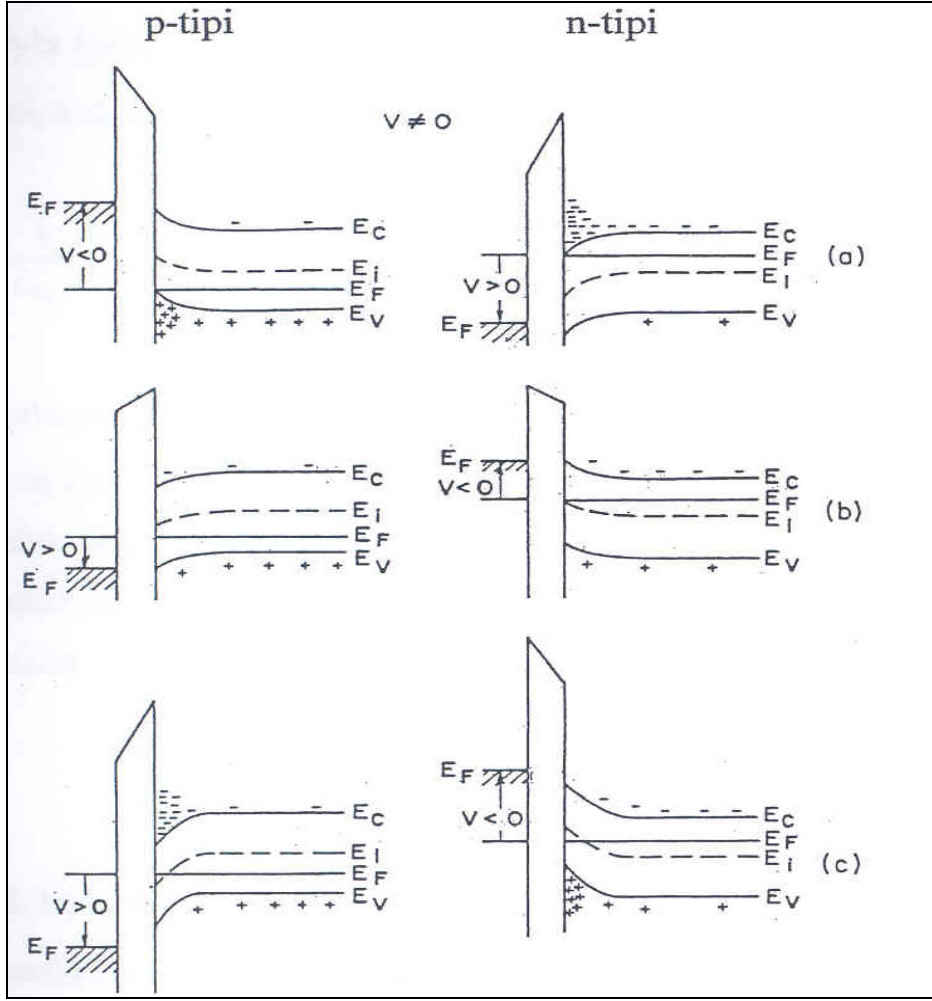 p-tipi
n-tipi
V ≠ 0
E_F
V<0
E_C
E_i
E_F
E_V
V>0
E_F
E_C
E_F
E_I
E_V
(a)
V>0
E_F
E_C
E_i
E_F
E_V
E_F
V<0
E_C
E_F
E_I
E_V
(b)
V>0
E_F
E_C
E_I
E_F
E_V
E_F
V<0
E_C
E_F
E_i
E_V
(c)